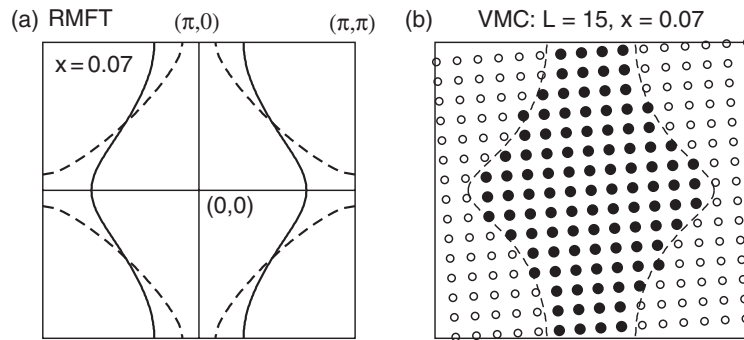 (a) RMFT
(π,0)
(π,π)
x = 0.07
(0,0)
(b) VMC: L = 15, x = 0.07